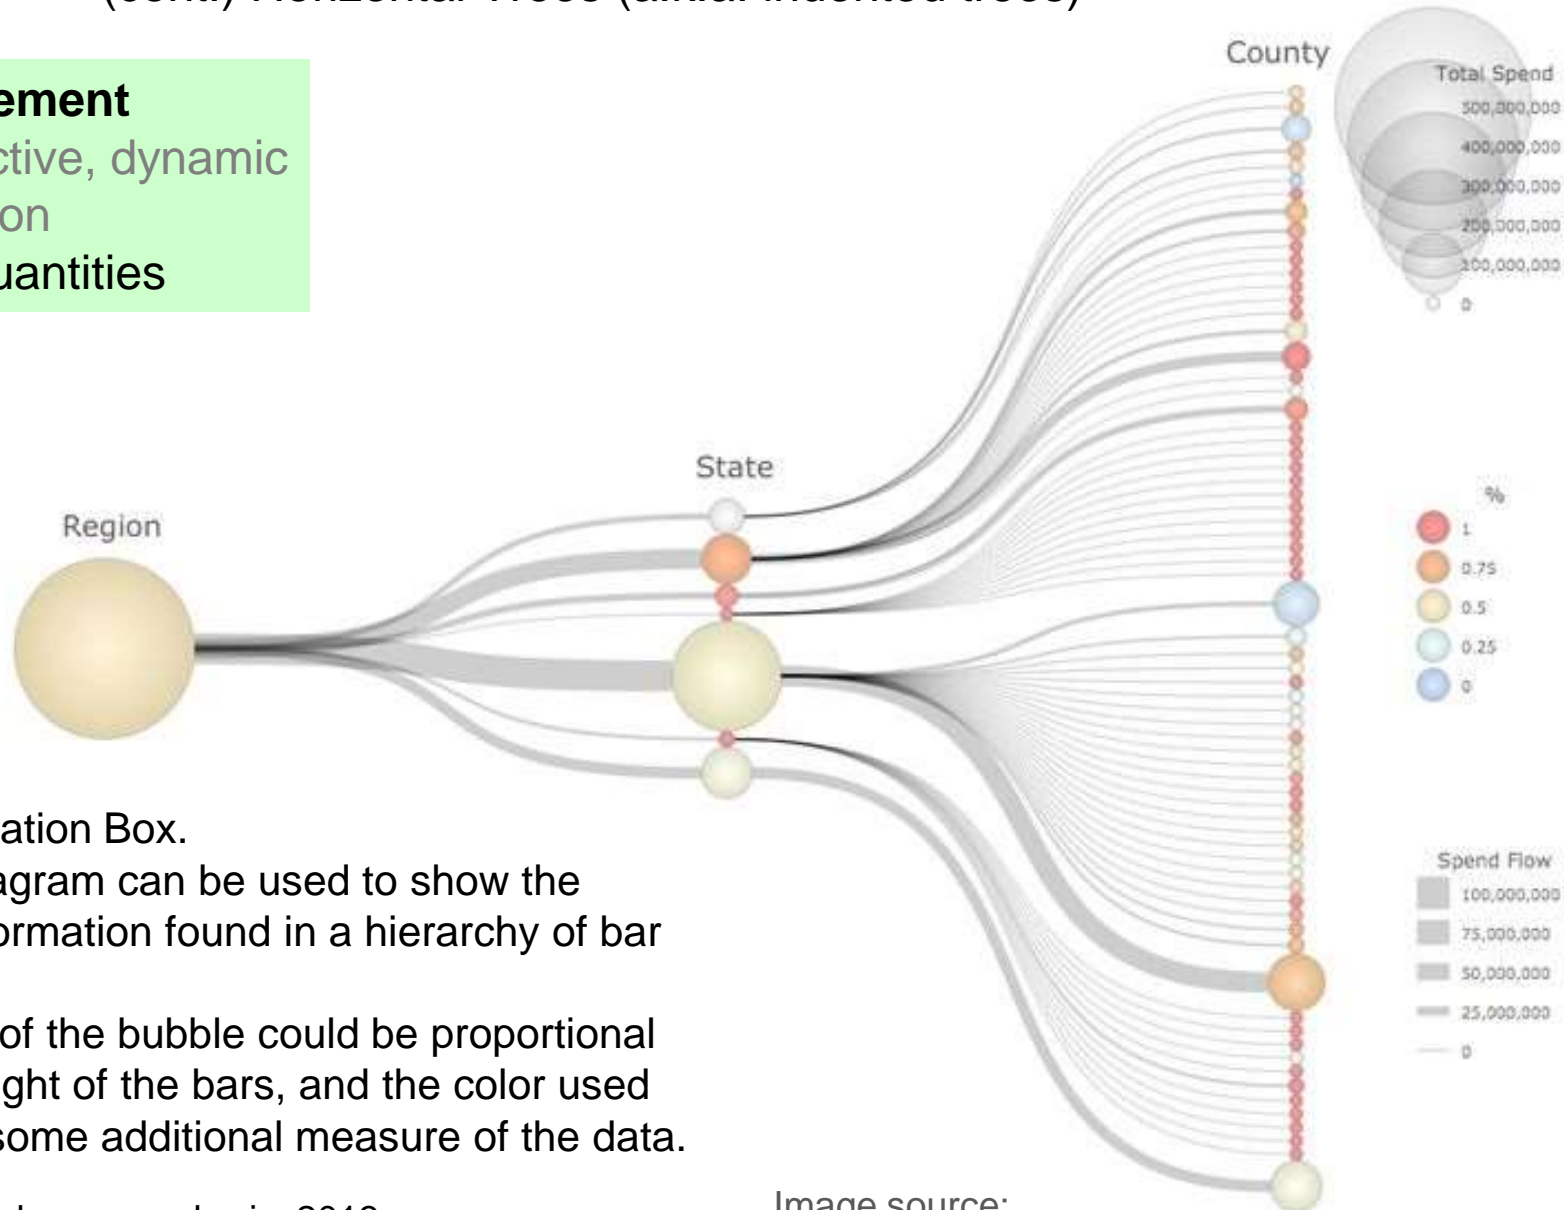 (cont.) Horizontal Trees (a.k.a. indented trees)
ement
ctive, dynamic
on
uantities
Region
State
County
Total Spend
500,000,000
400,000,000
300,000,000
200,000,000
100,000,000
0
%
1
0.75
0.5
0.25
0
Spend Flow
100,000,000
75,000,000
50,000,000
25,000,000
0
ation Box.
agram can be used to show the
ormation found in a hierarchy of bar
of the bubble could be proportional
ght of the bars, and the color used
some additional measure of the data.
2010
Image source: